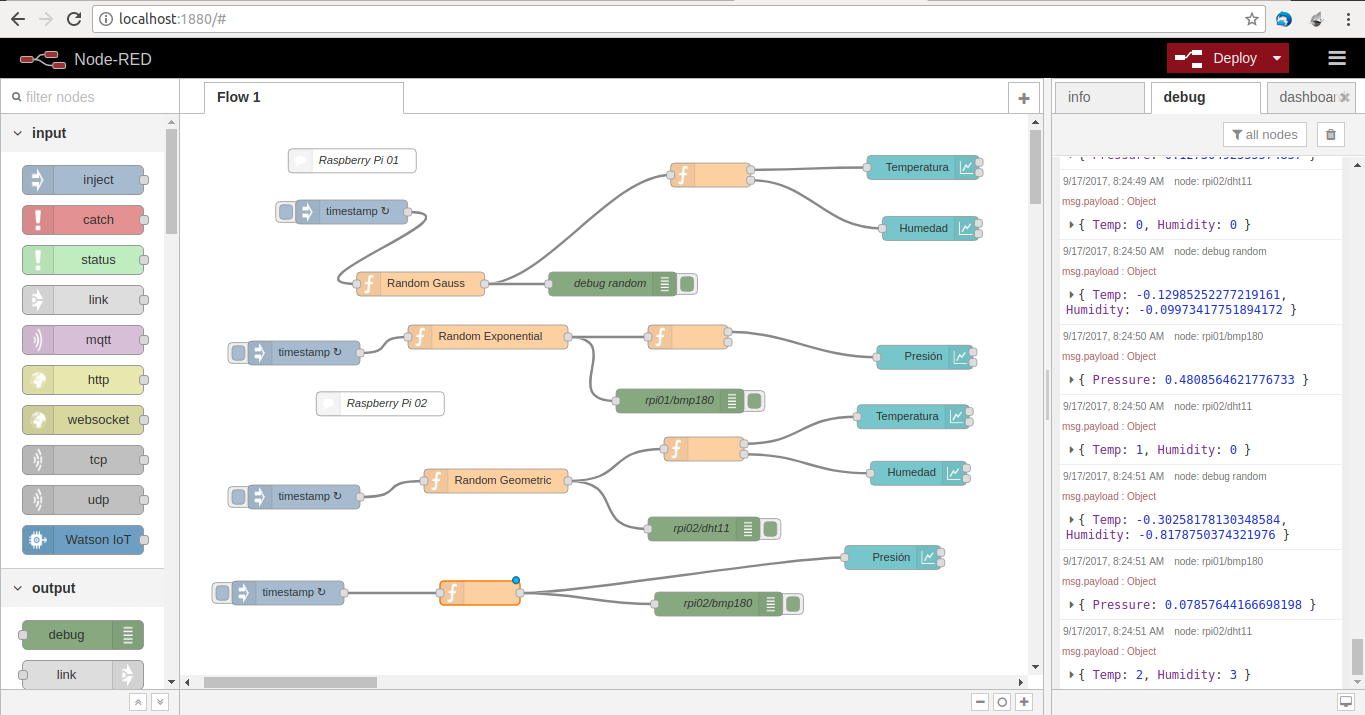 localhost:1880/#
Node-RED
Deploy
filter nodes
Flow 1
info
debug
dashboar
all nodes
input
inject
catch
status
link
mqtt
http
websocket
tcp
udp
Watson IoT
output
debug
link
Raspberry Pi 01
timestamp ↻
Random Gauss
debug random
Temperatura
Humedad
timestamp ↻
Random Exponential
Presión
rpi01/bmp180
Raspberry Pi 02
Temperatura
Humedad
timestamp ↻
Random Geometric
rpi02/dht11
Presión
timestamp ↻
rpi02/bmp180
9/17/2017, 8:24:49 AM node: rpi02/dht11
msg.payload : Object
{ Temp: 0, Humidity: 0 }
9/17/2017, 8:24:50 AM node: debug random
msg.payload : Object
{ Temp: -0.12985252277219161,
Humidity: -0.09973417751894172 }
9/17/2017, 8:24:50 AM node: rpi01/bmp180
msg.payload : Object
{ Pressure: 0.4808564621776733 }
9/17/2017, 8:24:50 AM node: rpi02/dht11
msg.payload : Object
{ Temp: 1, Humidity: 0 }
9/17/2017, 8:24:51 AM node: debug random
msg.payload : Object
{ Temp: -0.30258178130348584,
Humidity: -0.8178750374321976 }
9/17/2017, 8:24:51 AM node: rpi01/bmp180
msg.payload : Object
{ Pressure: 0.07857644166698198 }
9/17/2017, 8:24:51 AM node: rpi02/dht11
msg.payload : Object
{ Temp: 2, Humidity: 3 }